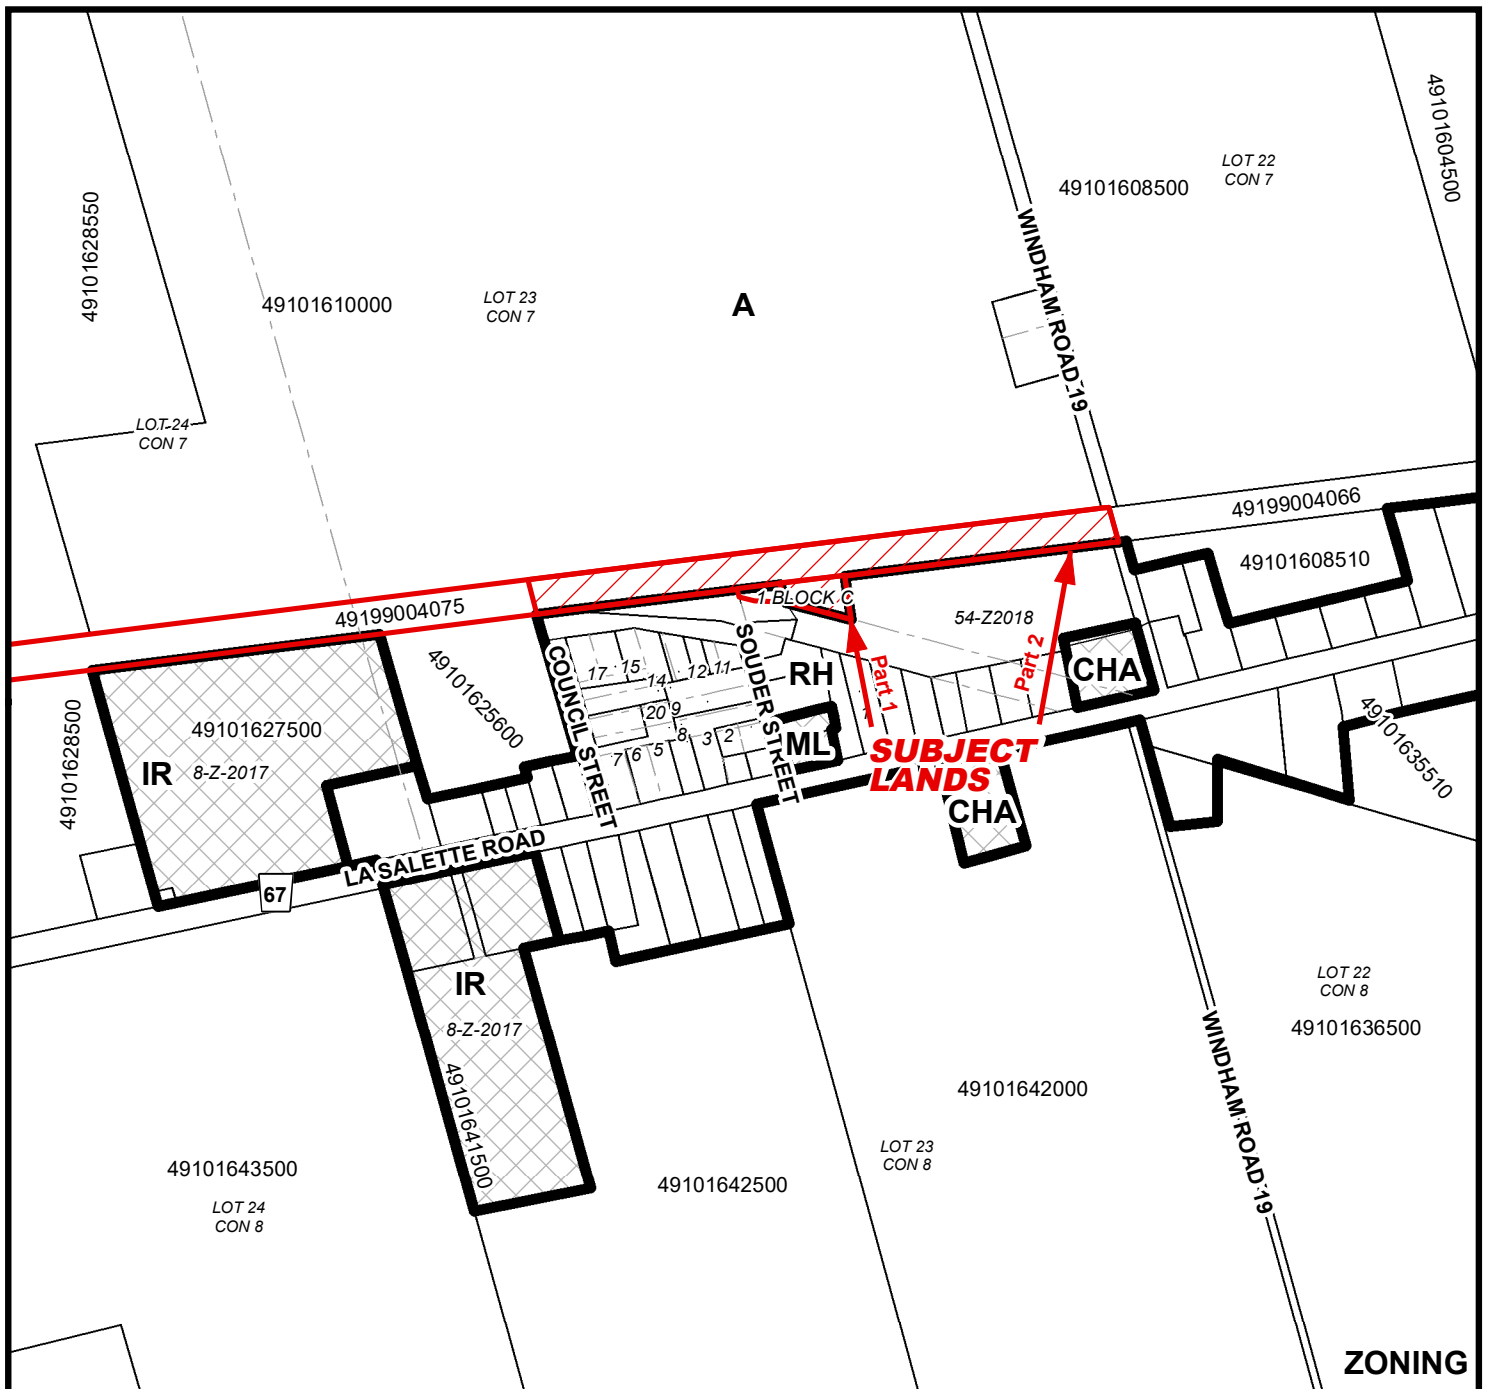 49101604500
LOT 22
CON 7
49101608500
49101628550
WINDHAM ROAD 19
49101610000
LOT 23
CON 7
A
LOT 24
CON 7
49199004066
49101608510
49199004075
1 BLOCK C
54-Z2018
COUNCIL STREET
SOUDER STREET
49101625600
17
15
14
12
11
RH
Part 1
Part 2
CHA
20
9
8
7
6
5
3
2
ML
SUBJECT
LANDS
CHA
49101635510
49101628500
49101627500
IR
8-Z-2017
LA SALETTE ROAD
67
IR
8-Z-2017
49101641500
LOT 22
CON 8
49101636500
WINDHAM ROAD 19
49101642000
LOT 23
CON 8
49101643500
LOT 24
CON 8
49101642500
ZONING